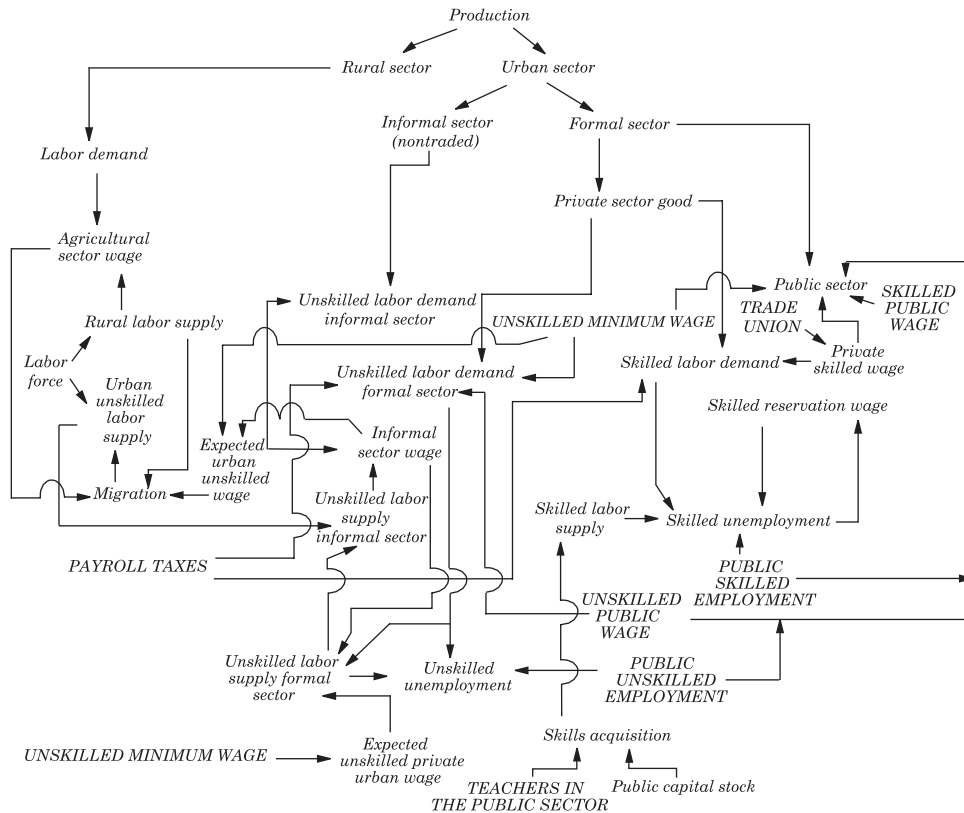 Production
Rural sector
Urban sector
Informal sector
(nontraded)
Formal sector
Labor demand
Private sector good
Agricultural
sector wage
Public sector
SKILLED
PUBLIC
WAGE
Unskilled labor demand
informal sector
UNSKILLED MINIMUM WAGE
TRADE
UNION
Rural labor supply
Skilled labor demand
Private
skilled wage
Labor
force
Unskilled labor demand
formal sector
Urban
unskilled
labor
supply
Skilled reservation wage
Expected
urban
unskilled
wage
Informal
sector wage
Migration
Unskilled labor
supply
informal sector
Skilled labor
supply
Skilled unemployment
PAYROLL TAXES
PUBLIC
SKILLED
EMPLOYMENT
UNSKILLED
PUBLIC
WAGE
Unskilled labor
supply formal
sector
Unskilled
unemployment
PUBLIC
UNSKILLED
EMPLOYMENT
Skills acquisition
UNSKILLED MINIMUM WAGE
Expected
unskilled private
urban wage
TEACHERS IN
THE PUBLIC SECTOR
Public capital stock